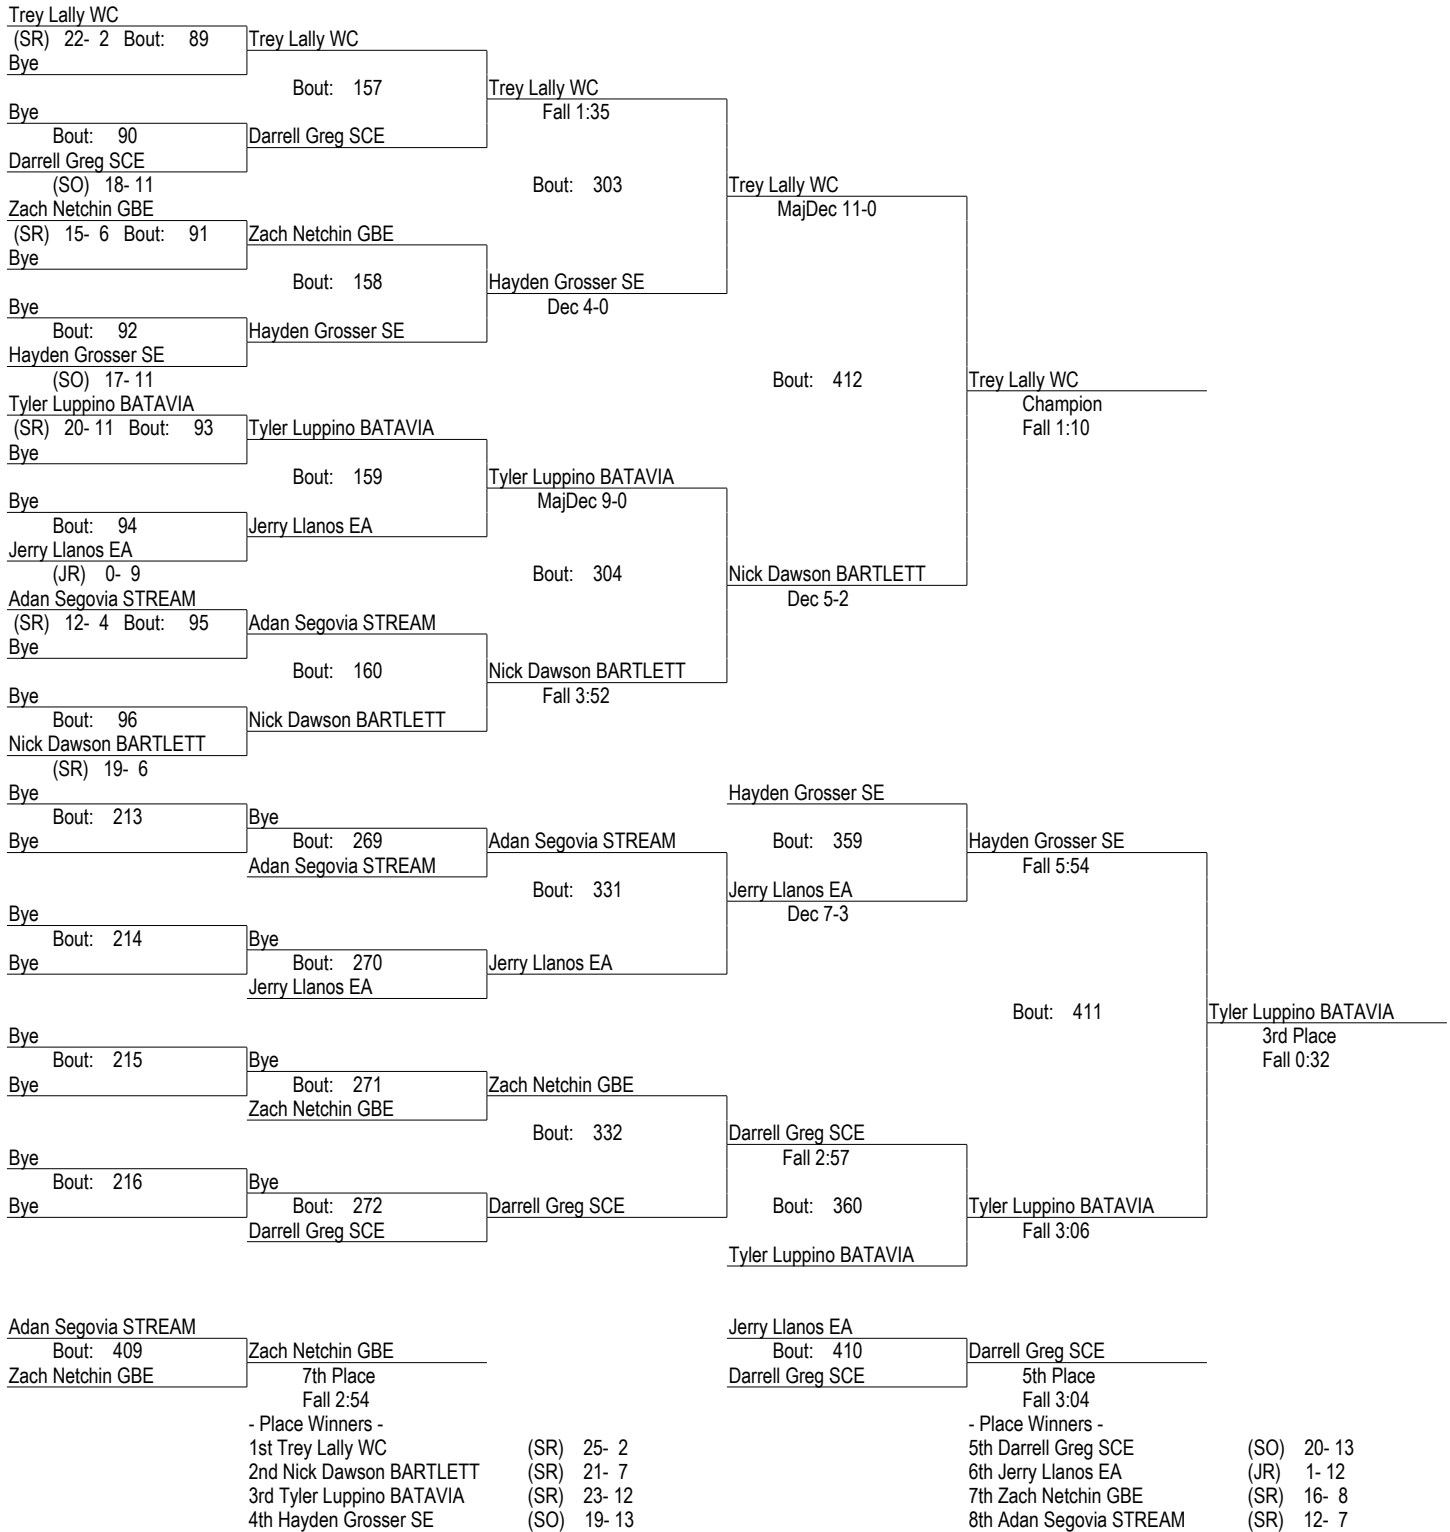 Trey Lally WC
(SR) 22- 2 Bout: 89 Trey Lally WC
Bye
Bout: 157 Trey Lally WC
Bye Fall 1:35
Bout: 90 Darrell Greg SCE
Darrell Greg SCE
(SO) 18- 11 Bout: 303 Trey Lally WC
Zach Netchin GBE MajDec 11-0
(SR) 15- 6 Bout: 91 Zach Netchin GBE
Bye
Bout: 158 Hayden Grosser SE
Bye Dec 4-0
Bout: 92 Hayden Grosser SE
Hayden Grosser SE
(SO) 17- 11 Bout: 412 Trey Lally WC
Tyler Luppino BATAVIA Champion
(SR) 20- 11 Bout: 93 Tyler Luppino BATAVIA Fall 1:10
Bye
Bout: 159 Tyler Luppino BATAVIA
Bye MajDec 9-0
Bout: 94 Jerry Llanos EA
Jerry Llanos EA
(JR) 0- 9 Bout: 304 Nick Dawson BARTLETT
Adan Segovia STREAM Dec 5-2
(SR) 12- 4 Bout: 95 Adan Segovia STREAM
Bye
Bout: 160 Nick Dawson BARTLETT
Bye Fall 3:52
Bout: 96 Nick Dawson BARTLETT
Nick Dawson BARTLETT
(SR) 19- 6
Bye Hayden Grosser SE
Bout: 213 Bye
Bye Bout: 269 Adan Segovia STREAM Bout: 359 Hayden Grosser SE
Adan Segovia STREAM Fall 5:54
Bout: 331 Jerry Llanos EA
Bye Dec 7-3
Bout: 214 Bye
Bye Bout: 270 Jerry Llanos EA
Jerry Llanos EA
Bout: 411 Tyler Luppino BATAVIA
Bye 3rd Place
Bout: 215 Bye Fall 0:32
Bye Bout: 271 Zach Netchin GBE
Zach Netchin GBE
Bout: 332 Darrell Greg SCE
Bye Fall 2:57
Bout: 216 Bye
Bye Bout: 272 Darrell Greg SCE Bout: 360 Tyler Luppino BATAVIA
Darrell Greg SCE Fall 3:06
Tyler Luppino BATAVIA
Adan Segovia STREAM Jerry Llanos EA
Bout: 409 Zach Netchin GBE Bout: 410 Darrell Greg SCE
Zach Netchin GBE 7th Place Darrell Greg SCE 5th Place
Fall 2:54 Fall 3:04
- Place Winners - - Place Winners -
1st Trey Lally WC (SR) 25- 2 5th Darrell Greg SCE (SO) 20- 13
2nd Nick Dawson BARTLETT (SR) 21- 7 6th Jerry Llanos EA (JR) 1- 12
3rd Tyler Luppino BATAVIA (SR) 23- 12 7th Zach Netchin GBE (SR) 16- 8
4th Hayden Grosser SE (SO) 19- 13 8th Adan Segovia STREAM (SR) 12- 7